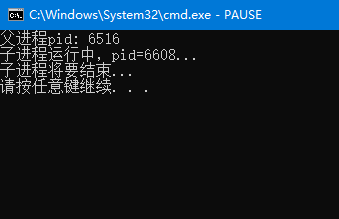 C:\Windows\System32\cmd.exe - PAUSE
父进程pid: 6516
子进程运行中，pid=6608...
子进程将要结束...
请按任意键继续. . .